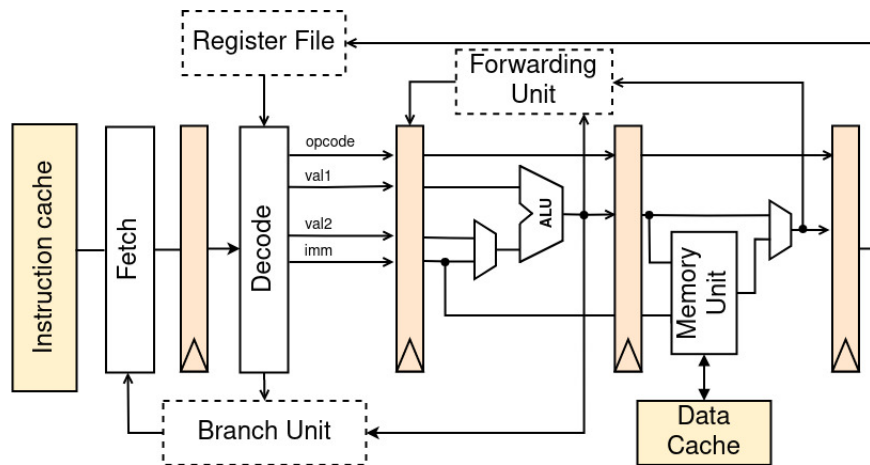 Register File
Forwarding
Unit
Instruction cache
Fetch
Decode
opcode
val1
val2
imm
ALU
Memory
Unit
Branch Unit
Data
Cache